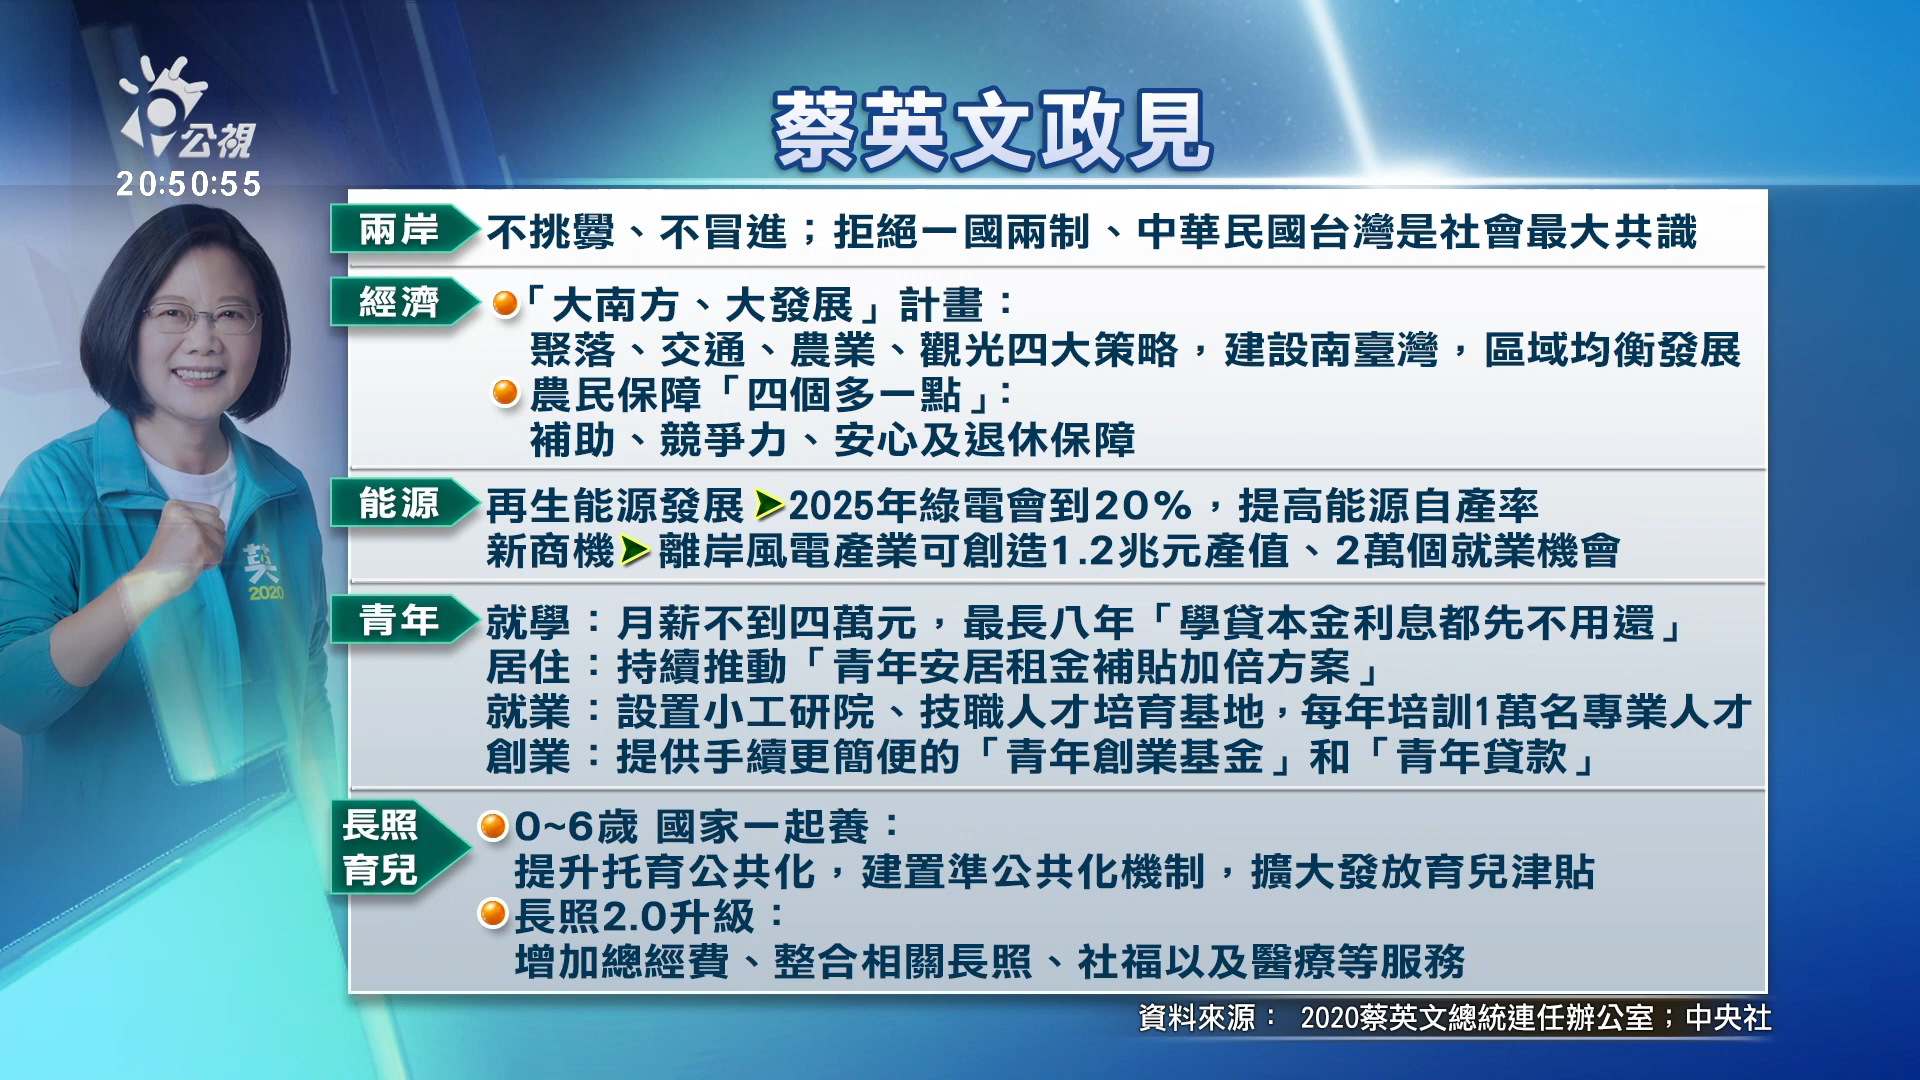 公視
20:50:55
蔡英文政見
兩岸
不挑釁、不冒進；拒絕一國兩制、中華民國台灣是社會最大共識
經濟
「大南方、大發展」計畫：
聚落、交通、農業、觀光四大策略，建設南臺灣，區域均衡發展
農民保障「四個多一點」：
補助、競爭力、安心及退休保障
能源
再生能源發展➤2025年綠電會到20%，提高能源自產率
新商機➤離岸風電產業可創造1.2兆元產值、2萬個就業機會
青年
就學：月薪不到四萬元，最長八年「學貸本金利息都先不用還」
居住：持續推動「青年安居租金補貼加倍方案」
就業：設置小工研院、技職人才培育基地，每年培訓1萬名專業人才
創業：提供手續更簡便的「青年創業基金」和「青年貸款」
長照
育兒
0~6歲 國家一起養：
提升托育公共化，建置準公共化機制，擴大發放育兒津貼
長照2.0升級：
增加總經費、整合相關長照、社福以及醫療等服務
資料來源： 2020蔡英文總統連任辦公室；中央社
英
2020